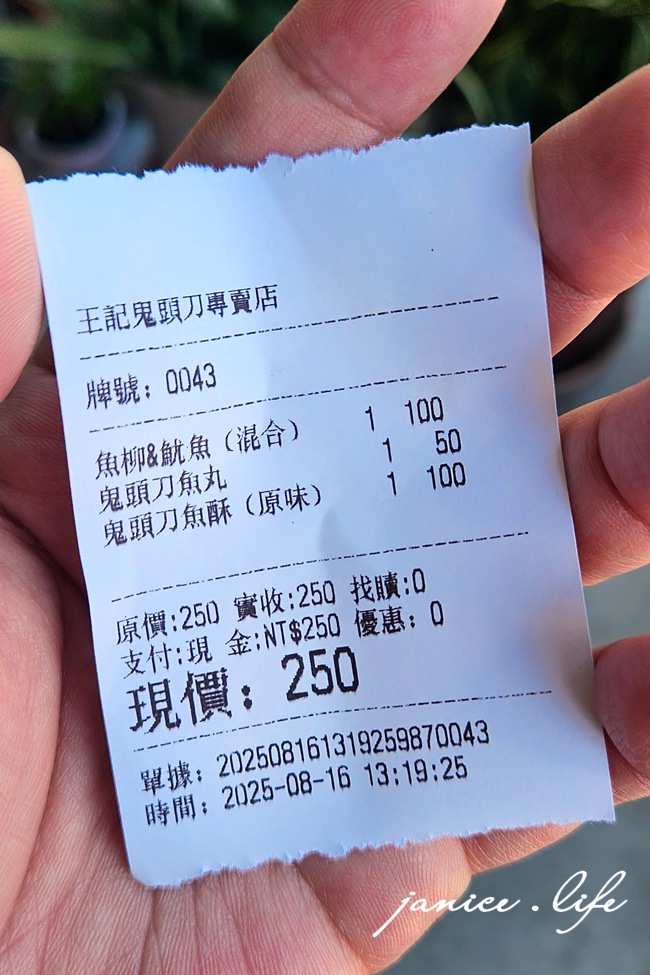 王記鬼頭刀專賣店
牌號: 0043
魚柳&魷魚（混合） 1 100
鬼頭刀魚丸 1 50
鬼頭刀魚酥（原味） 1 100
原價:250 實收:250 找贖:0
支付:現 金:NT$250 優惠: 0
現價: 250
單據: 202508161319259870043
時間: 2025-08-16 13:19:25
janice.life